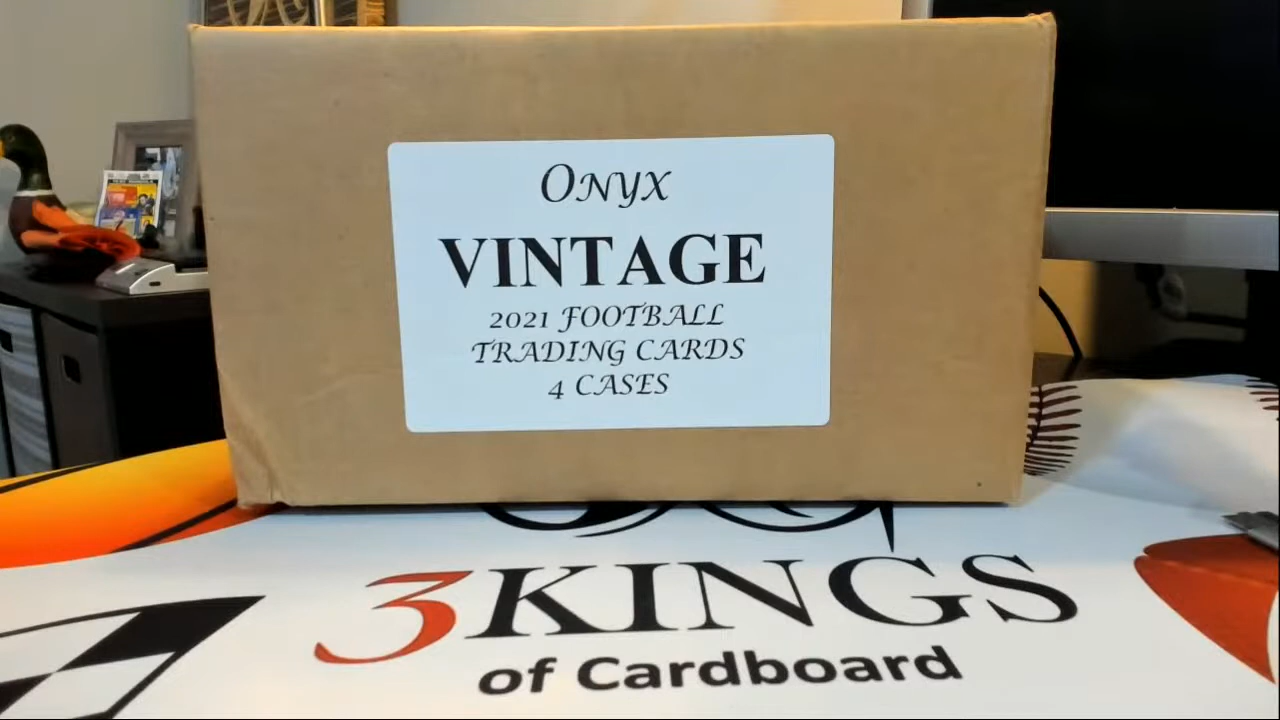 ONYX
VINTAGE
2021 FOOTBALL
TRADING CARDS
4 CASES
3KINGS
of Cardboard